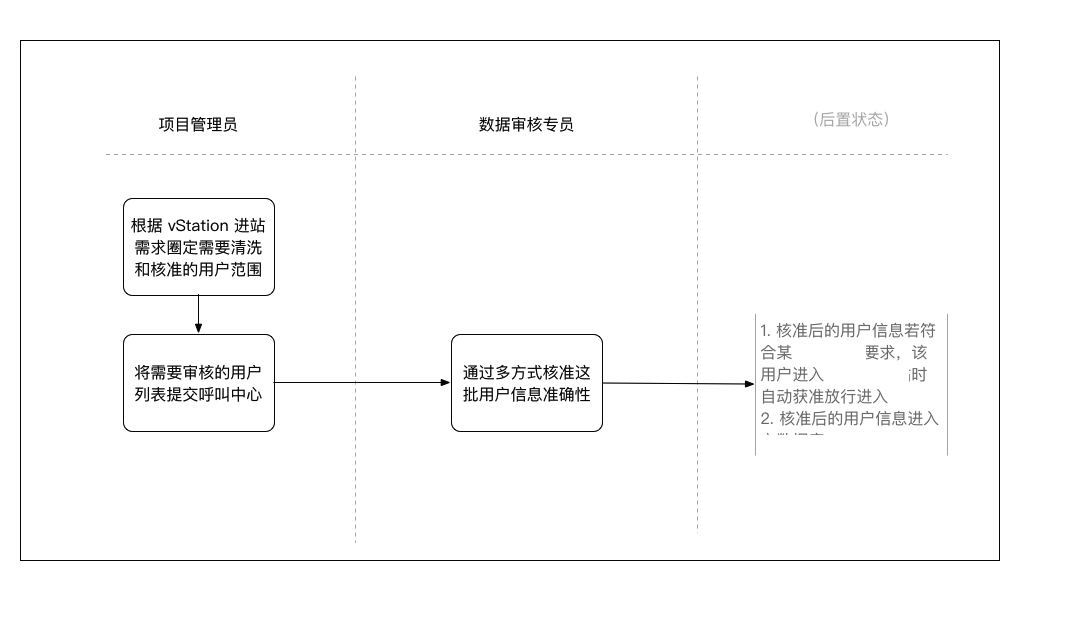 项目管理员
数据审核专员
(后置状态)
根据 vStation 进站
需求圈定需要清洗
和核准的用户范围
将需要审核的用户
列表提交呼叫中心
通过多方式核准这
批用户信息准确性
1. 核准后的用户信息若符
合某 要求，该
用户进入 时
自动获准放行进入
2. 核准后的用户信息进入